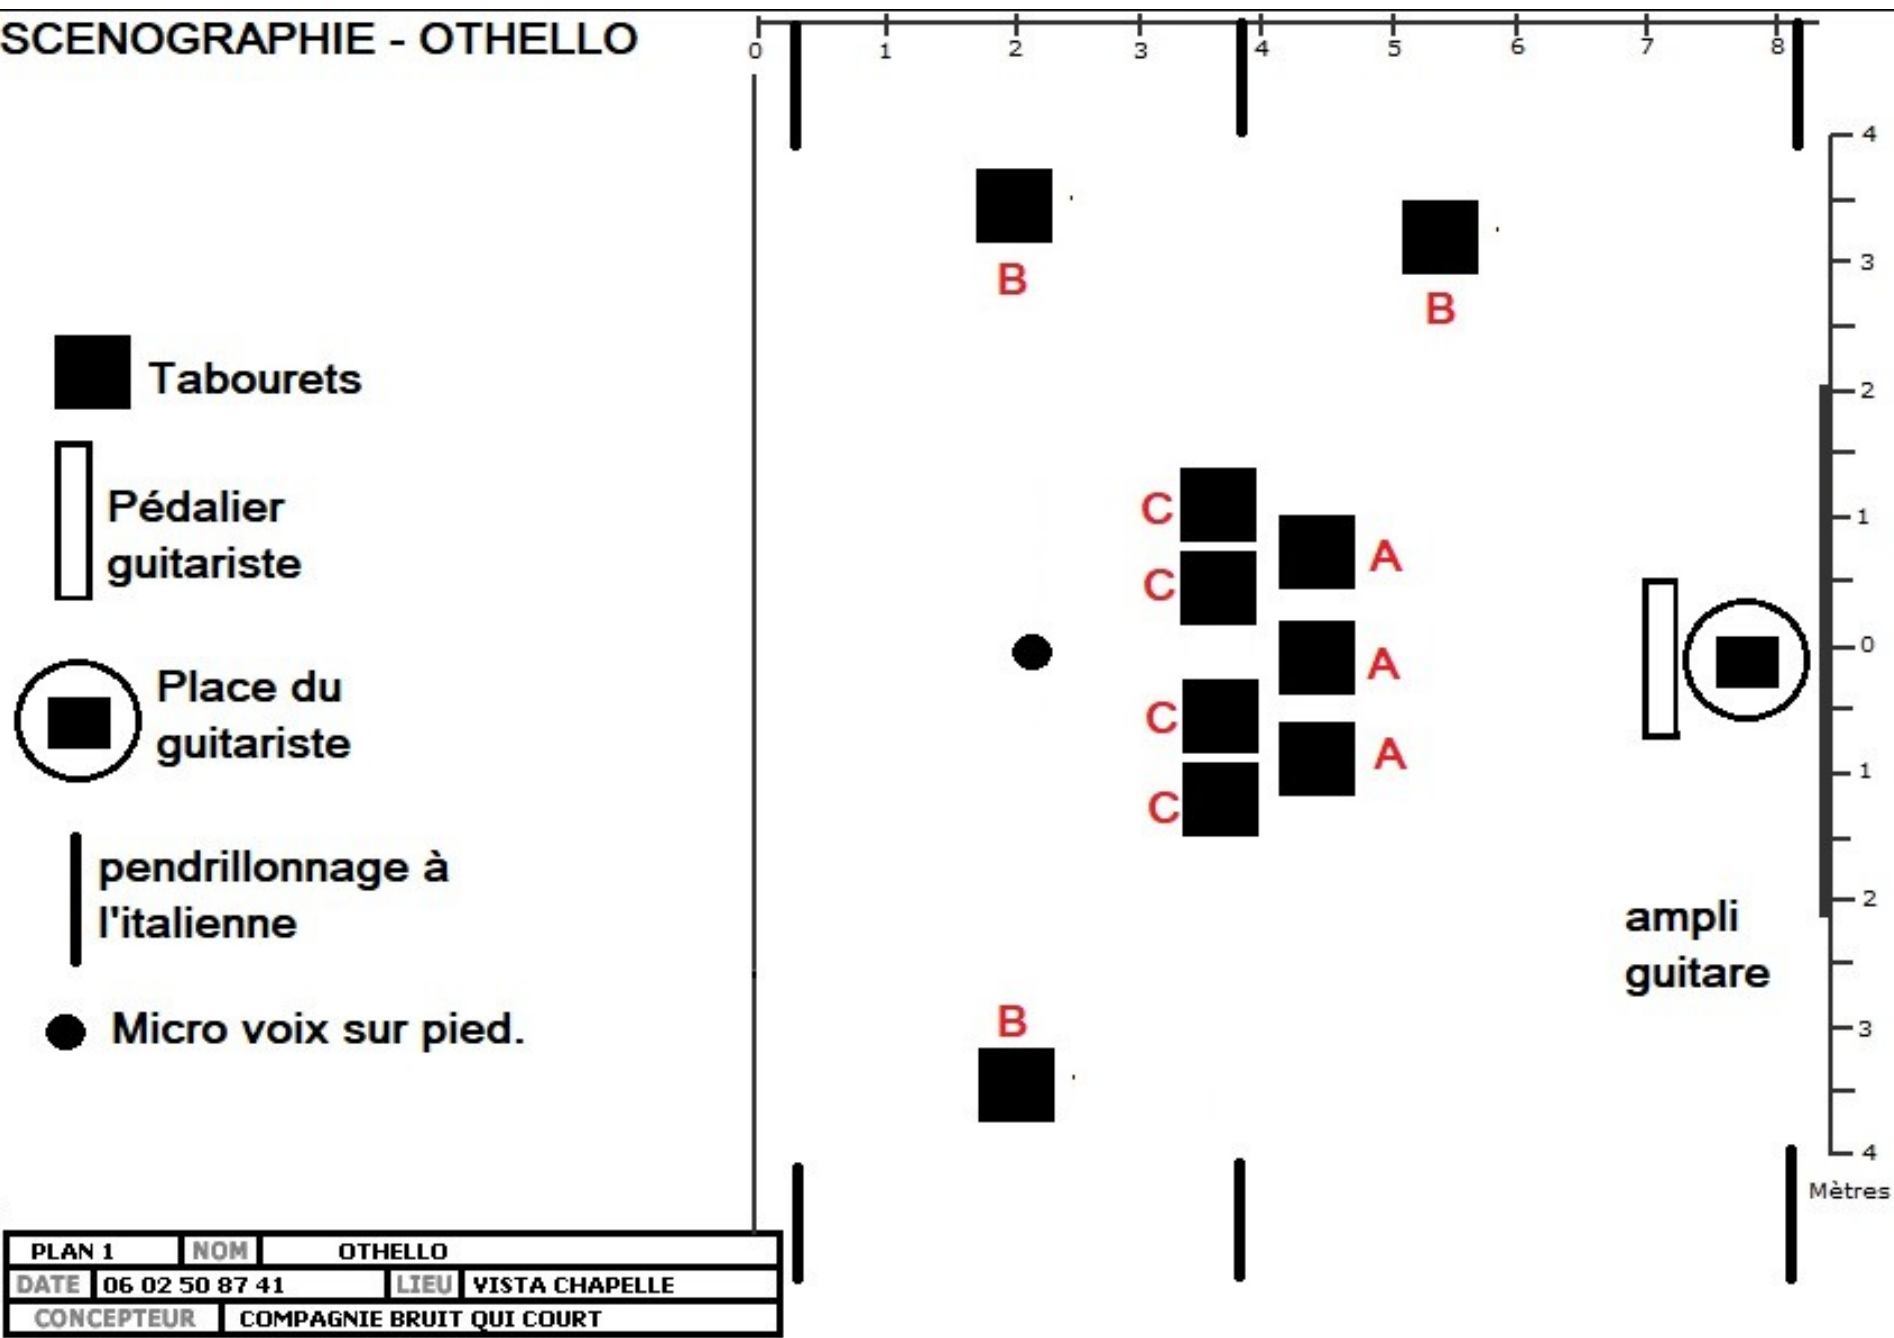 SCENOGRAPHIE - OTHELLO
0 1 2 3 4 5 6 7 8
4
3
2
1
0
1
2
3
4
Mètres
B
B
C
C
C
C
A
A
A
B
ampli
guitare
Tabourets
Pédalier
guitariste
Place du
guitariste
pendrillonnage à
l'italienne
Micro voix sur pied.
PLAN 1 NOM OTHELLO
DATE 06 02 50 87 41 LIEU VISTA CHAPELLE
CONCEPTEUR COMPAGNIE BRUIT QUI COURT